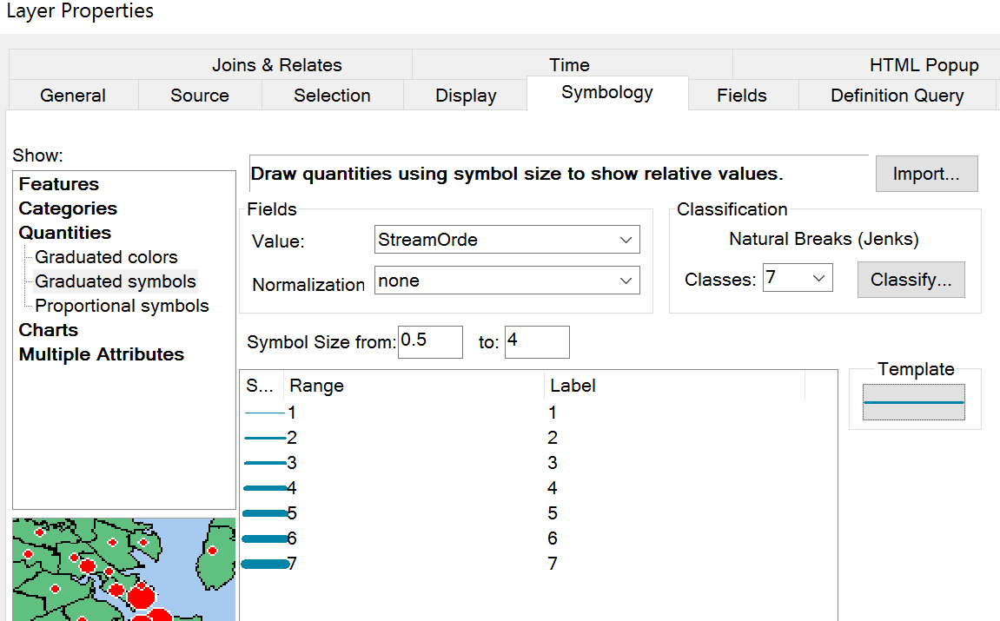 Layer Properties
Joins & Relates Time HTML Popup
General Source Selection Display Symbology Fields Definition Query
Show:
Features
Categories
Quantities
Graduated colors
Graduated symbols
Proportional symbols
Charts
Multiple Attributes
Draw quantities using symbol size to show relative values.
Import...
Fields
Value: StreamOrde
Normalization none
Classification
Natural Breaks (Jenks)
Classes: 7 Classify...
Symbol Size from: 0.5 to: 4
S... Range Label
1 1
2 2
3 3
4 4
5 5
6 6
7 7
Template